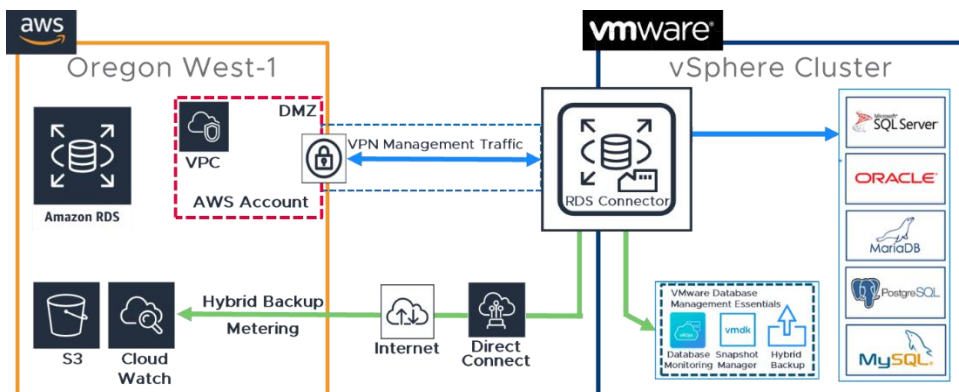 aws
Oregon West-1
Amazon RDS
DMZ
VPC
AWS Account
VPN Management Traffic
vmware®
vSphere Cluster
RDS Connector
Microsoft
SQL Server
ORACLE
MariaDB
PostgreSQL
MySQL
S3
Cloud
Watch
Hybrid Backup
Metering
Internet
Direct
Connect
VMware Database
Management Essentials
vmdk
Database
Monitoring
Snapshot
Manager
Hybrid
Backup